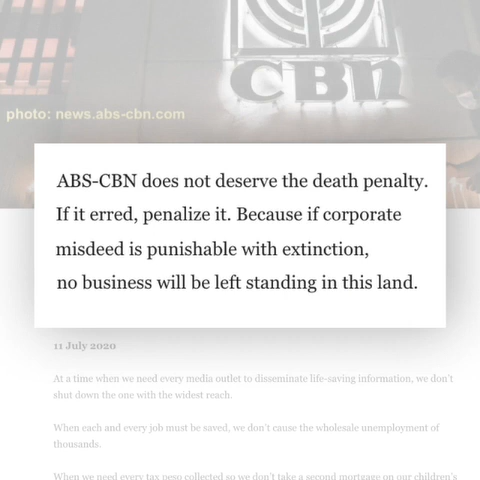 CBN
photo: news.abs-cbn.com
ABS-CBN does not deserve the death penalty.
If it erred, penalize it. Because if corporate
misdeed is punishable with extinction,
no business will be left standing in this land.
11 July 2020
At a time when we need every media outlet to disseminate life-saving information, we don't
shut down the one with the widest reach.
When each and every job must be saved, we don't cause the wholesale unemployment of
thousands.
When we need every tax peso collected so we don't take a second mortgage on our children's